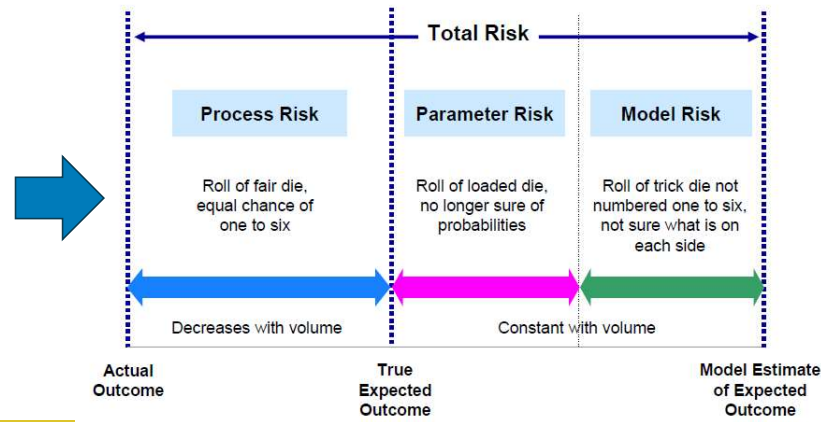 Total Risk
Process Risk
Parameter Risk
Model Risk
Roll of fair die,
equal chance of
one to six
Roll of loaded die,
no longer sure of
probabilities
Roll of trick die not
numbered one to six,
not sure what is on
each side
Decreases with volume
Constant with volume
Actual
Outcome
True
Expected
Outcome
Model Estimate
of Expected
Outcome